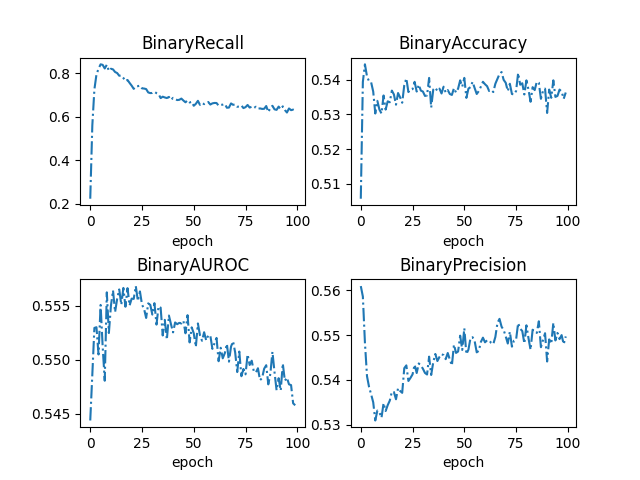 BinaryRecall
0.8
0.6
0.4
0.2
0 25 50 75 100
epoch
BinaryAccuracy
0.54
0.53
0.52
0.51
0 25 50 75 100
epoch
BinaryAUROC
0.555
0.550
0.545
0 25 50 75 100
epoch
BinaryPrecision
0.56
0.55
0.54
0.53
0 25 50 75 100
epoch